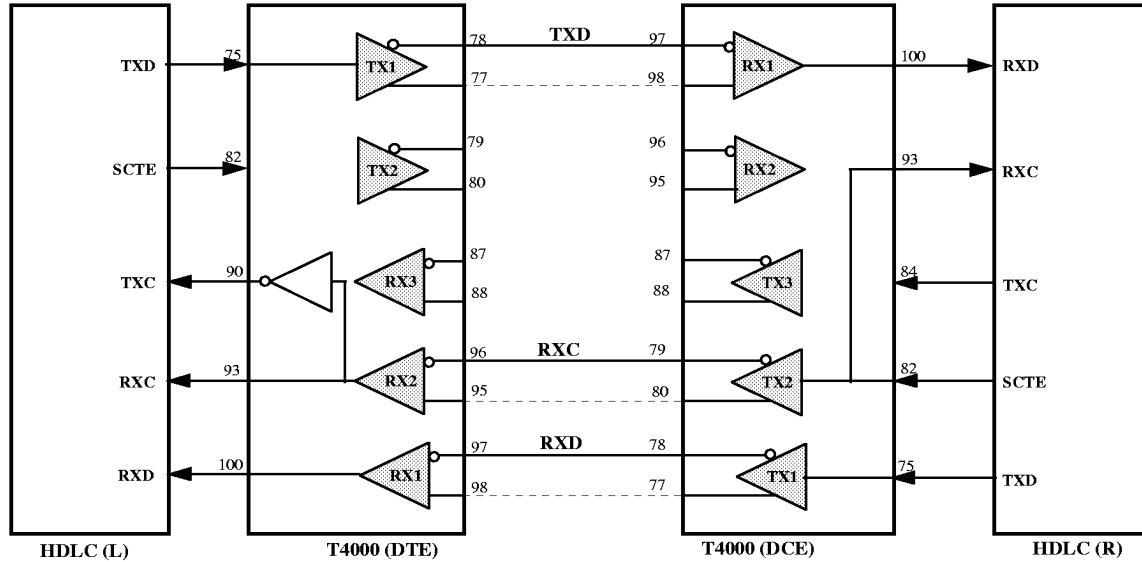 78 TXD 97
75 100
TXD TX1 RX1 RXD
77 98
79 96
82 93
SCTE TX2 RX2 RXC
80 95
87 87
90 84
TXC RX3 TX3 TXC
88 88
96 RXC 79
93 82
RXC RX2 TX2 SCTE
95 80
97 RXD 78
100 75
RXD RX1 TX1 TXD
98 77
HDLC (L) T4000 (DTE) T4000 (DCE) HDLC (R)